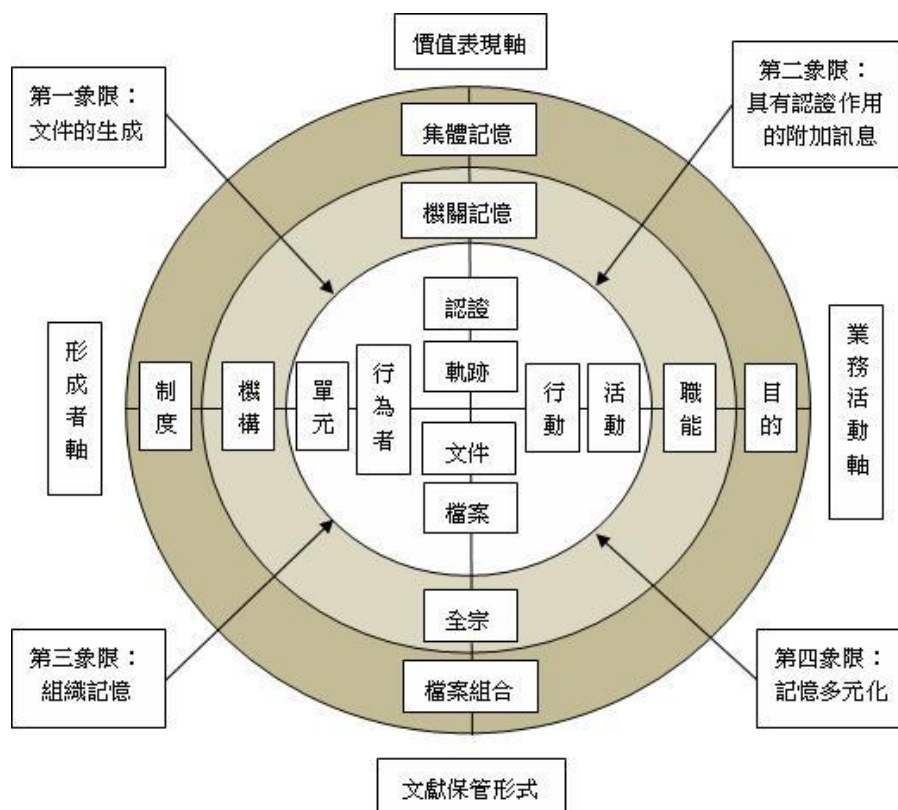 價值表現軸
第一象限：
文件的生成
第二象限：
具有認證作用
的附加訊息
集體記憶
機關記憶
認證
軌跡
形成者軸
制度
機構
單元
行為者
行動
活動
職能
目的
業務活動軸
文件
檔案
全宗
檔案組合
第三象限：
組織記憶
第四象限：
記憶多元化
文獻保管形式